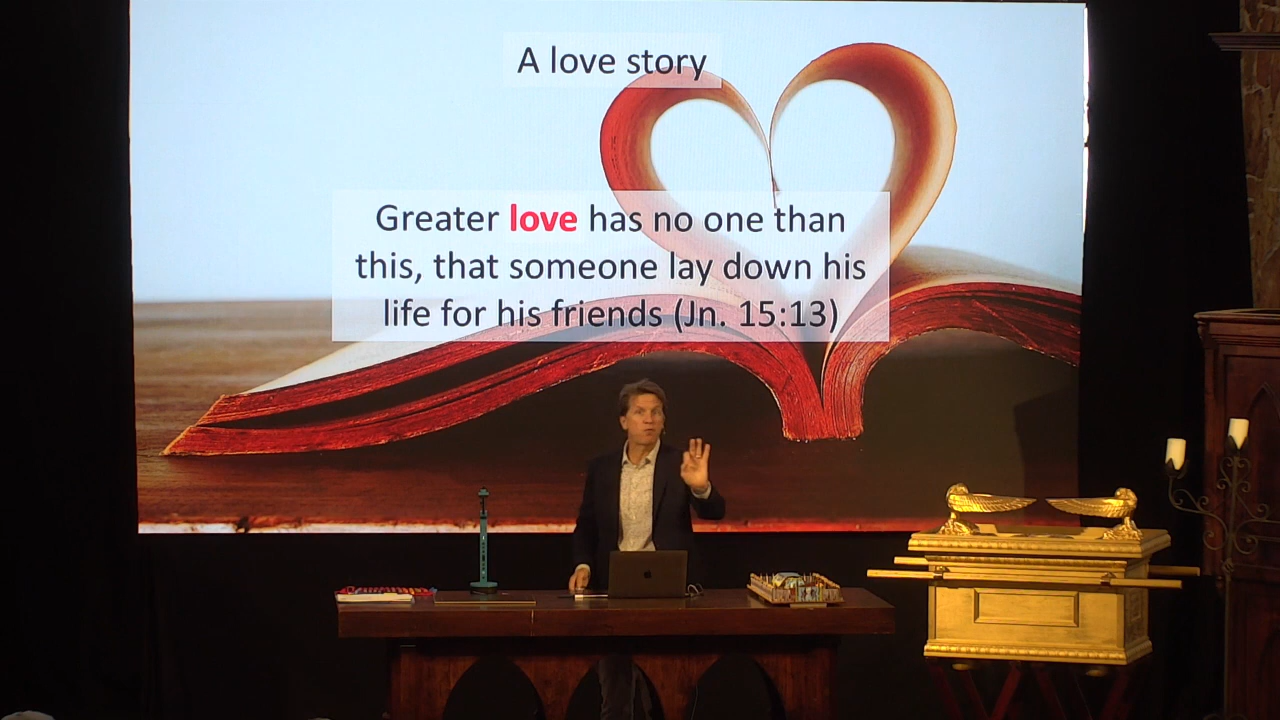 A love story
Greater love has no one than
this, that someone lay down his
life for his friends (Jn. 15:13)